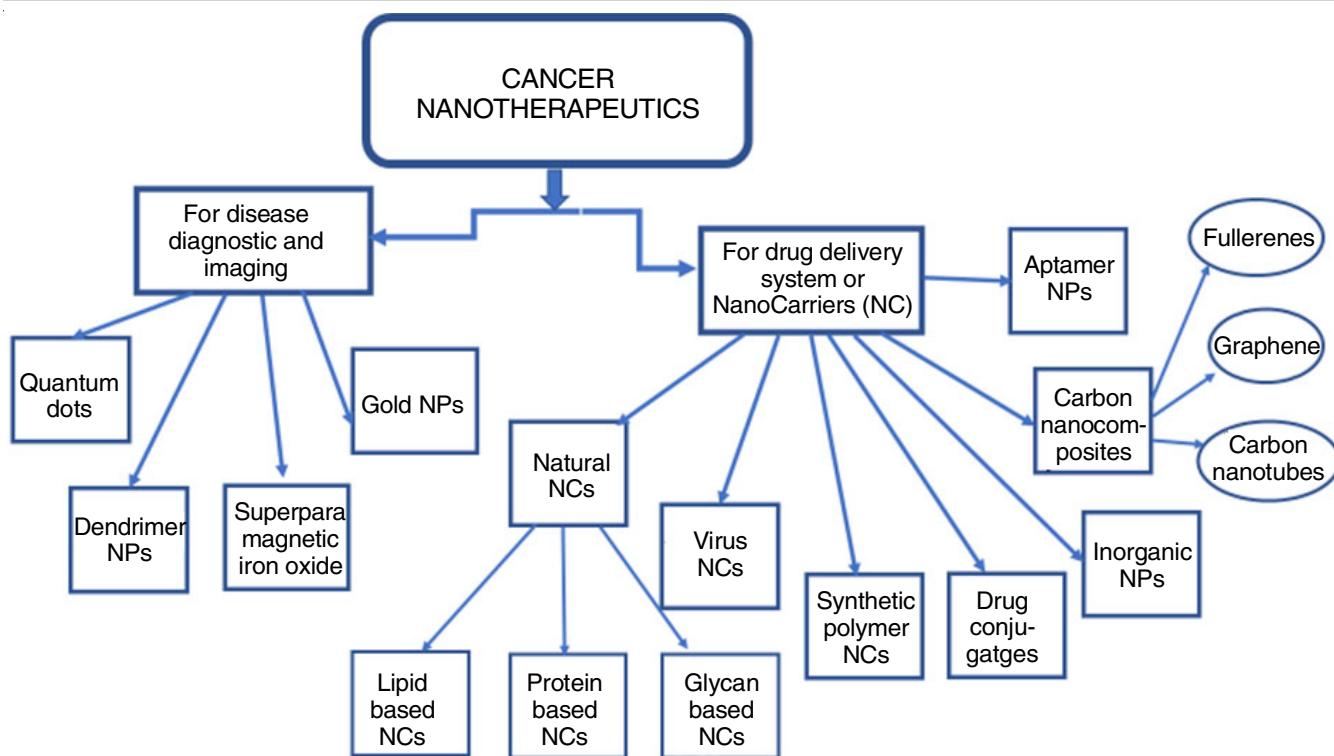 CANCER
NANOTHERAPEUTICS
For disease
diagnostic and
imaging
For drug delivery
system or
NanoCarriers (NC)
Aptamer
NPs
Fullerenes
Graphene
Carbon
nanotubes
Quantum
dots
Gold NPs
Carbon
nanocom-
posites
Natural
NCs
Dendrimer
NPs
Superpara
magnetic
iron oxide
Virus
NCs
Synthetic
polymer
NCs
Drug
conju-
gatges
Inorganic
NPs
Lipid
based
NCs
Protein
based
NCs
Glycan
based
NCs